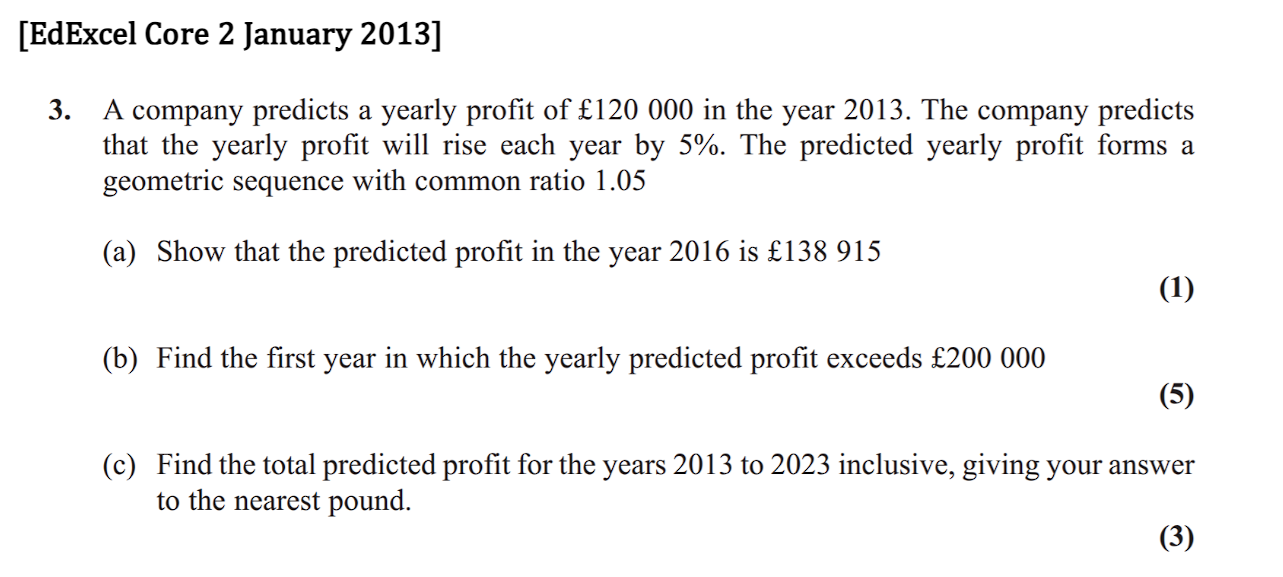 [EdExcel Core 2 January 2013]
3. A company predicts a yearly profit of £120 000 in the year 2013. The company predicts
that the yearly profit will rise each year by 5%. The predicted yearly profit forms a
geometric sequence with common ratio 1.05
(a) Show that the predicted profit in the year 2016 is £138 915
(1)
(b) Find the first year in which the yearly predicted profit exceeds £200 000
(5)
(c) Find the total predicted profit for the years 2013 to 2023 inclusive, giving your answer
to the nearest pound.
(3)